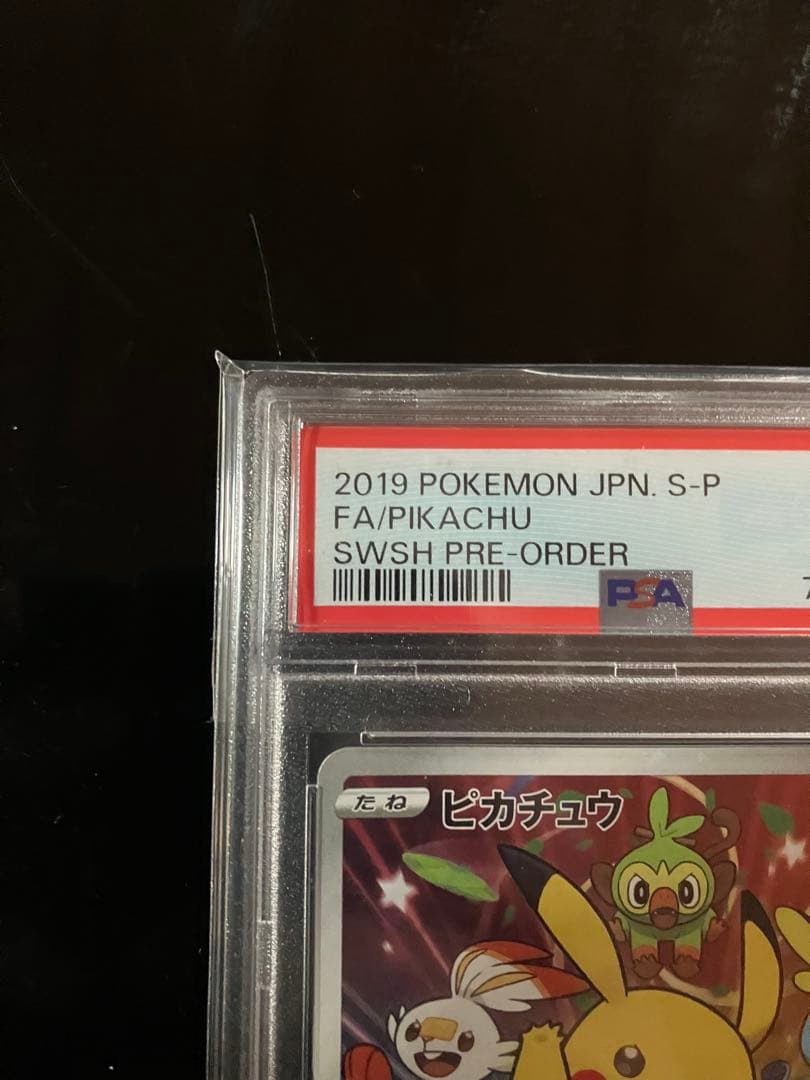 2019 POKEMON JPN. S-P
FA/PIKACHU
SWSH PRE-ORDER
PSA
たね ピカチュウ